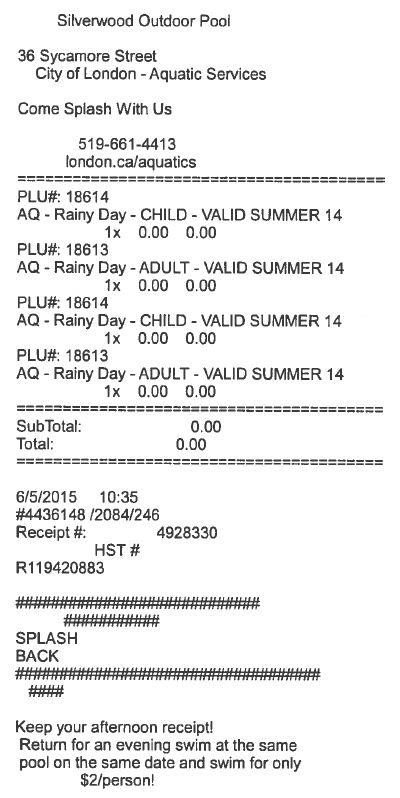 Silverwood Outdoor Pool
36 Sycamore Street
City of London - Aquatic Services
Come Splash With Us
519-661-4413
london.ca/aquatics
=========================================
PLU#: 18614
AQ - Rainy Day - CHILD - VALID SUMMER 14
1x 0.00 0.00
PLU#: 18613
AQ - Rainy Day - ADULT - VALID SUMMER 14
1x 0.00 0.00
PLU#: 18614
AQ - Rainy Day - CHILD - VALID SUMMER 14
1x 0.00 0.00
PLU#: 18613
AQ - Rainy Day - ADULT - VALID SUMMER 14
1x 0.00 0.00
=========================================
SubTotal: 0.00
Total: 0.00
=========================================
6/5/2015 10:35
#4436148 /2084/246
Receipt #: 4928330
HST #
R119420883
############################
###########
SPLASH
BACK
###################################
####
Keep your afternoon receipt!
Return for an evening swim at the same
pool on the same date and swim for only
$2/person!